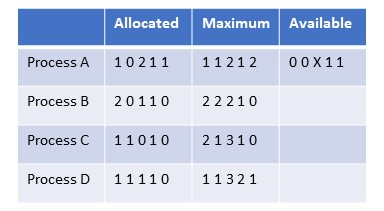 Allocated Maximum Available
Process A 1 0 2 1 1 1 1 2 1 2 0 0 X 1 1
Process B 2 0 1 1 0 2 2 2 1 0
Process C 1 1 0 1 0 2 1 3 1 0
Process D 1 1 1 1 0 1 1 3 2 1